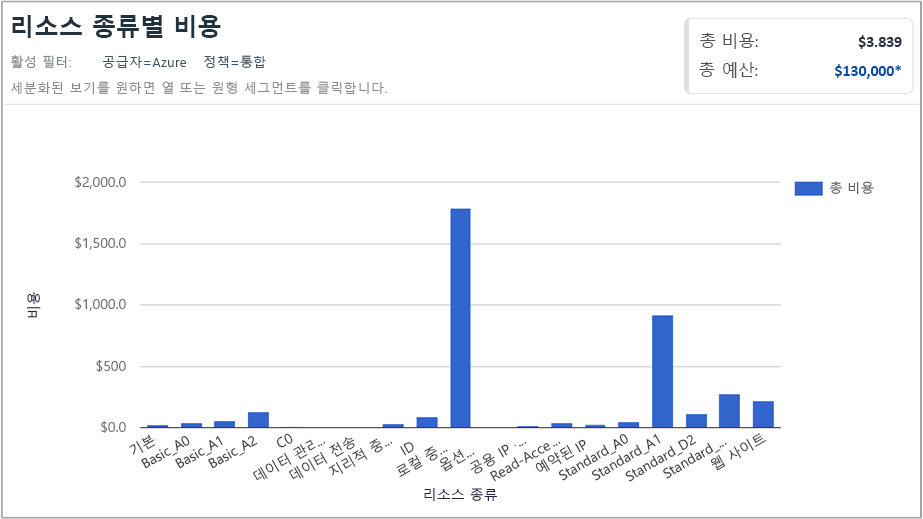 리소스 종류별 비용
활성 필터: 공급자=Azure 정책=통합
세분화된 보기를 원하면 열 또는 원형 세그먼트를 클릭합니다.
총 비용: $3.839
총 예산: $130,000*
$2,000.0
$1,500.0
$1,000.0
$500
$0.0
비용
총 비용
기본
Basic_A0
Basic_A1
Basic_A2
C0
데이터 관리...
데이터 전송
지리적 중...
ID
로컬 중...
옵션...
공용 IP ...
Read-Acce...
예약된 IP
Standard_A0
Standard_A1
Standard_D2
Standard_...
웹 사이트
리소스 종류